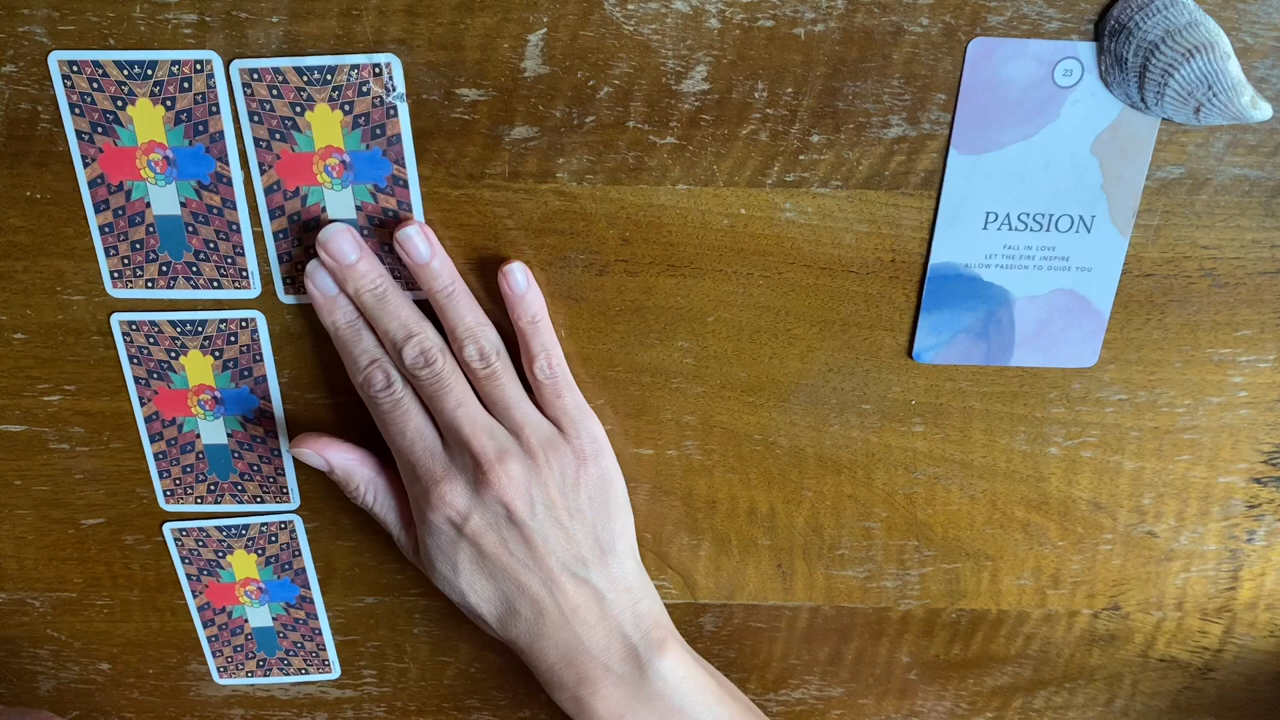 23
PASSION
FALL IN LOVE
LET THE FIRE INSPIRE
ALLOW PASSION TO GUIDE YOU